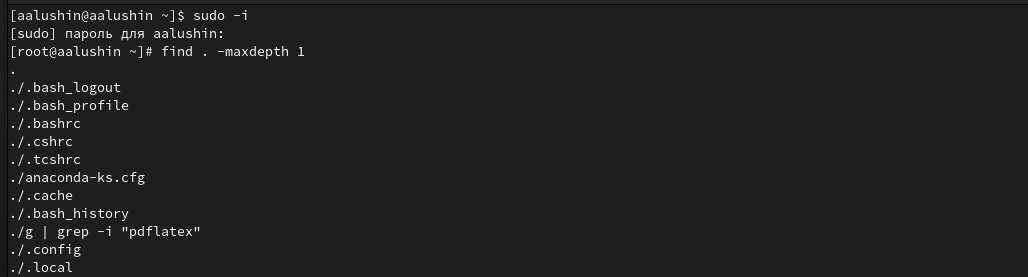 [aalushin@aalushin ~]$ sudo -i
[sudo] пароль для aalushin:
[root@aalushin ~]# find . -maxdepth 1
.
./.bash_logout
./.bash_profile
./.bashrc
./.cshrc
./.tcshrc
./anaconda-ks.cfg
./.cache
./.bash_history
./g | grep -i "pdflatex"
./.config
./.local